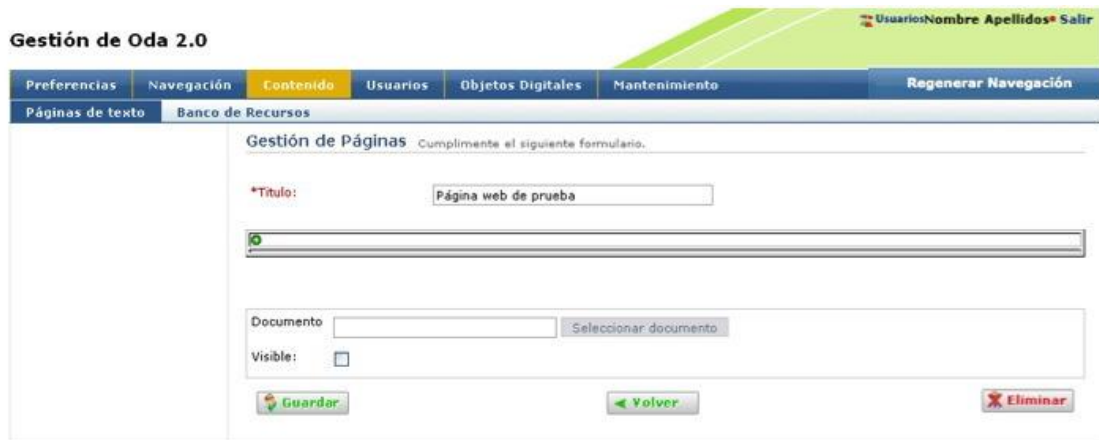 UsuariosNombre Apellidos Salir
Gestión de Oda 2.0
Preferencias Navegación Contenido Usuarios Objetos Digitales Mantenimiento Regenerar Navegación
Páginas de texto Banco de Recursos
Gestión de Páginas Cumplimente el siguiente formulario.
*Titulo: Página web de prueba
Documento Seleccionar documento
Visible:
Guardar Volver Eliminar